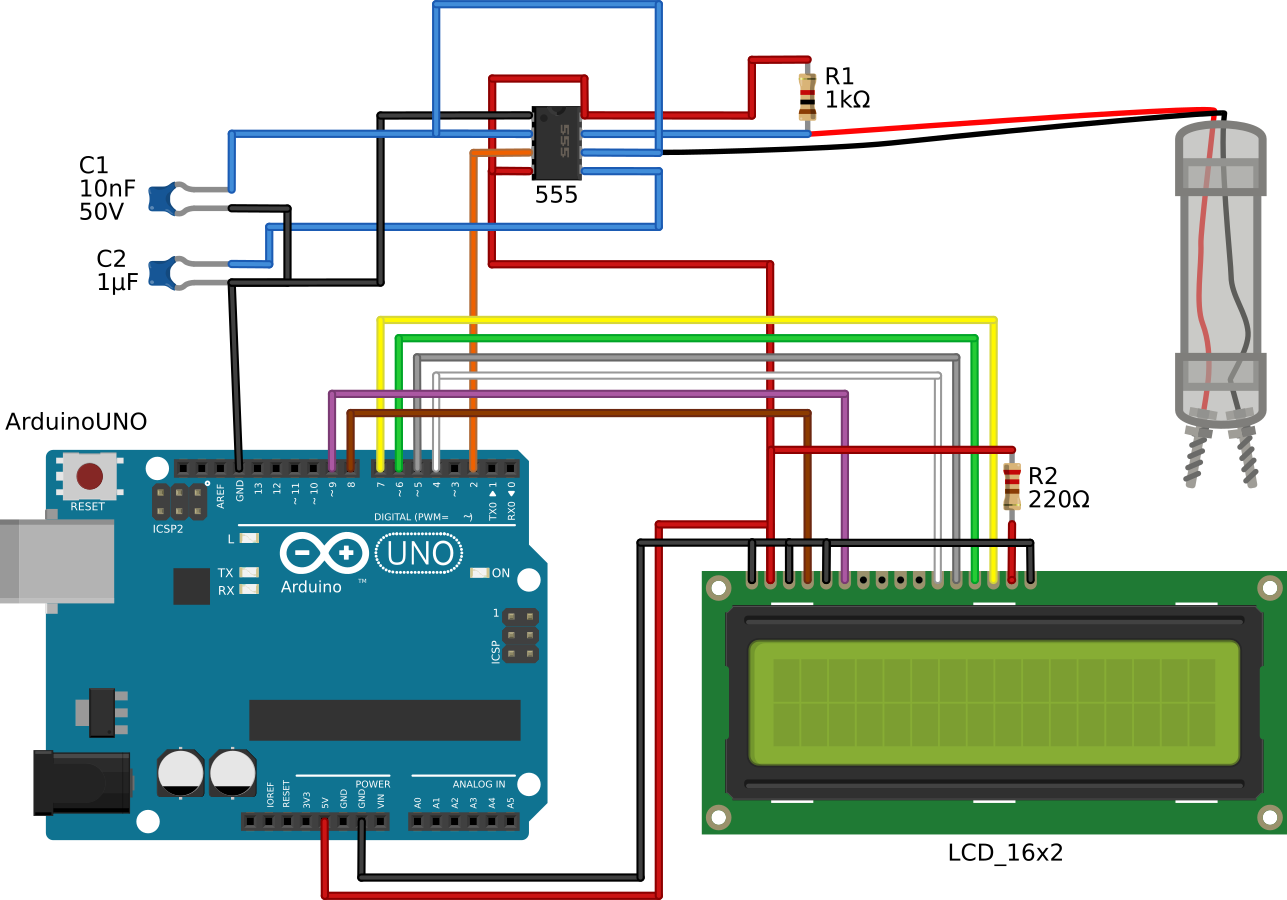 R1
1kΩ
555
555
C1
10nF
50V
C2
1µF
ArduinoUNO
RESET
ICSP2
AREF
GND
13
12
~11
~10
~9
8
7
~6
~5
4
~3
2
TX0 ▶ 1
RX0 ◀ 0
DIGITAL (PWM= ~)
L
TX
RX
UNO
Arduino
™
ON
1
ICSP
R2
220Ω
IOREF
RESET
3V3
5V
GND
GND
VIN
POWER
ANALOG IN
A0
A1
A2
A3
A4
A5
LCD_16x2